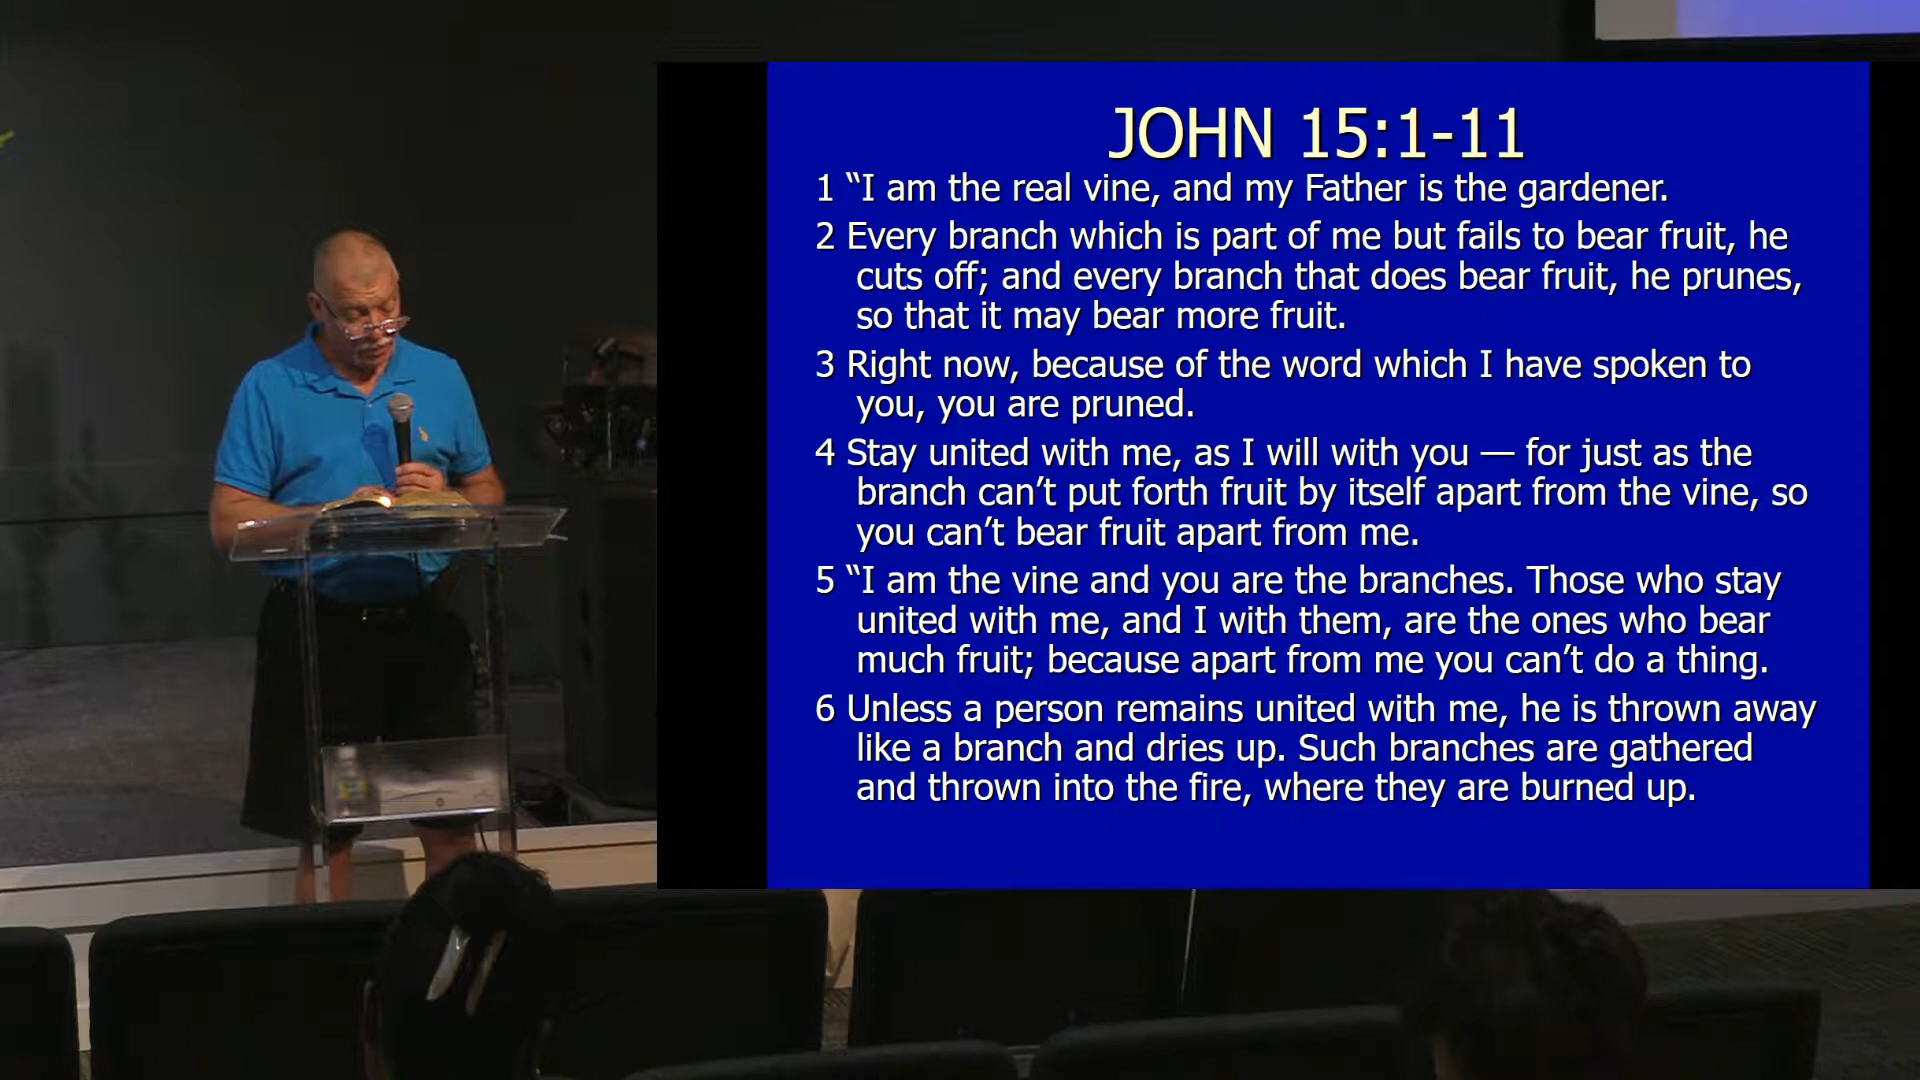 JOHN 15:1-11
1 “I am the real vine, and my Father is the gardener.
2 Every branch which is part of me but fails to bear fruit, he
cuts off; and every branch that does bear fruit, he prunes,
so that it may bear more fruit.
3 Right now, because of the word which I have spoken to
you, you are pruned.
4 Stay united with me, as I will with you — for just as the
branch can’t put forth fruit by itself apart from the vine, so
you can’t bear fruit apart from me.
5 “I am the vine and you are the branches. Those who stay
united with me, and I with them, are the ones who bear
much fruit; because apart from me you can’t do a thing.
6 Unless a person remains united with me, he is thrown away
like a branch and dries up. Such branches are gathered
and thrown into the fire, where they are burned up.